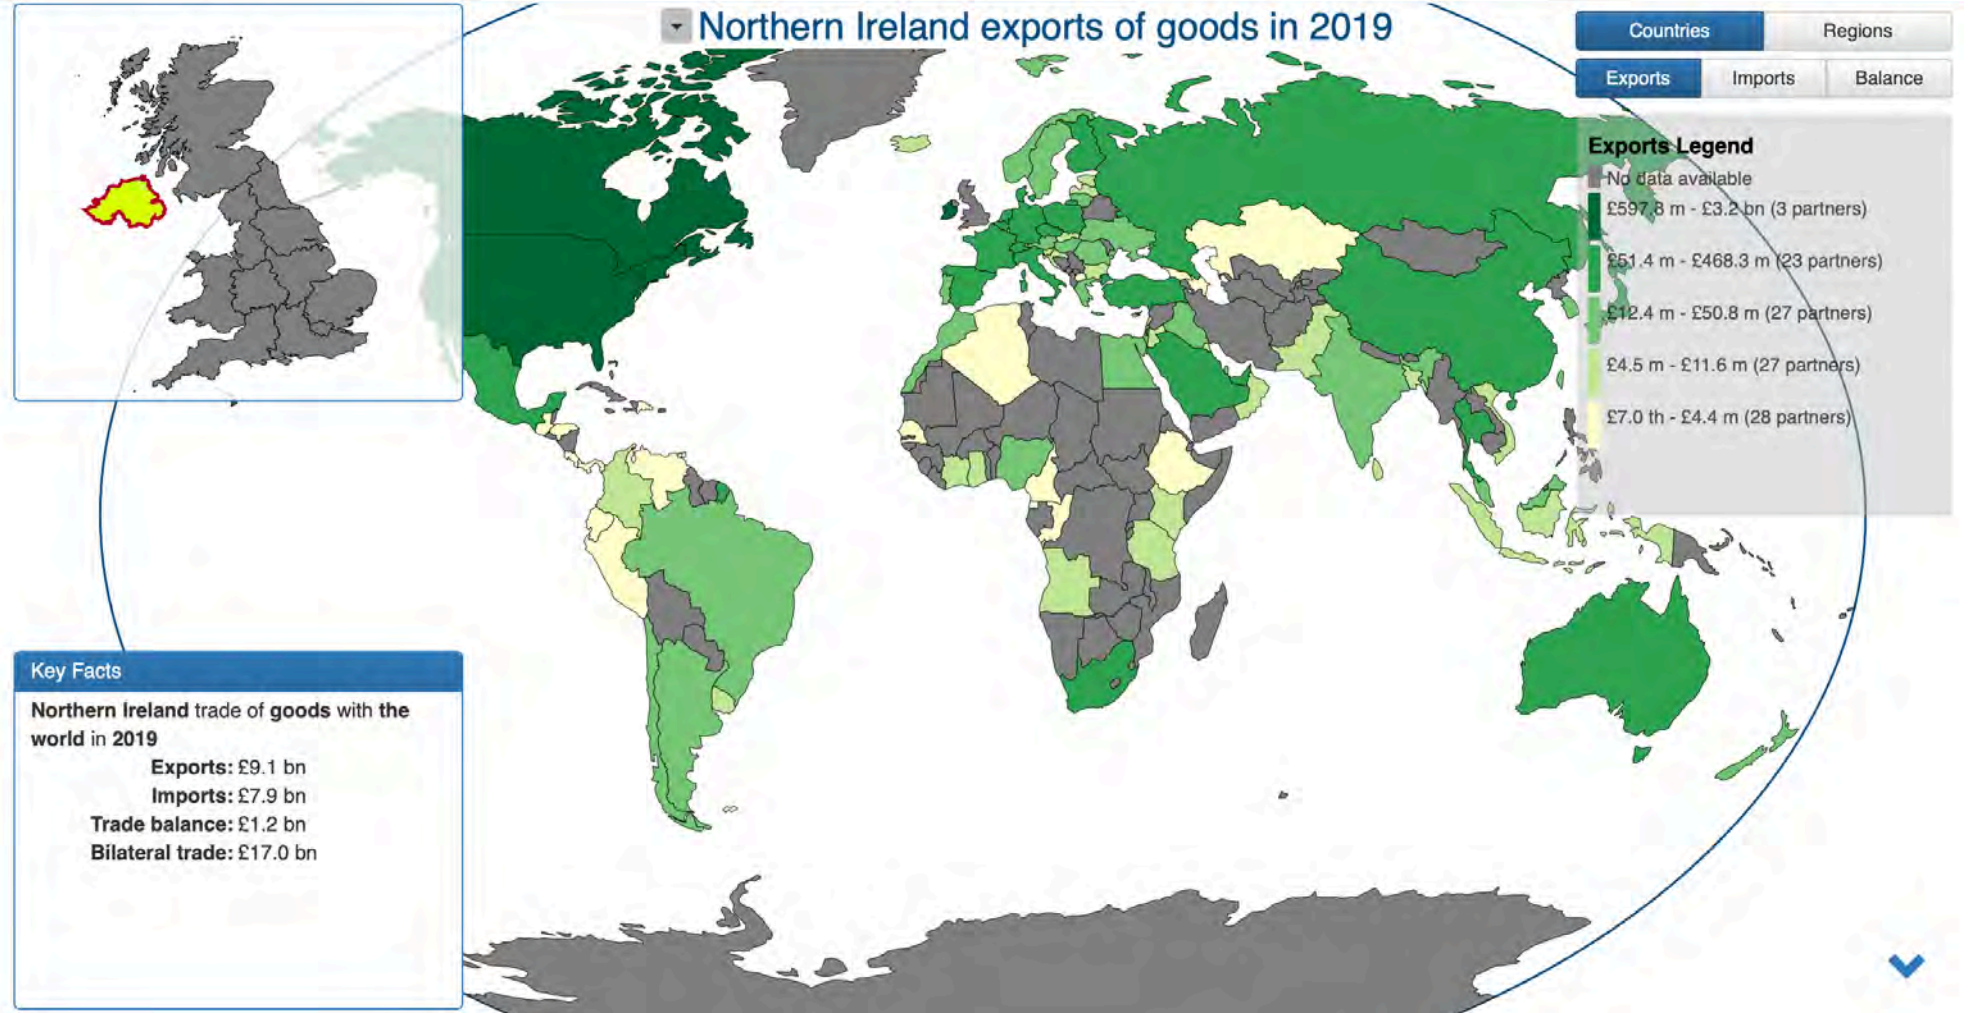 Northern Ireland exports of goods in 2019
Countries
Regions
Exports
Imports
Balance
Exports Legend
No data available
£597.8 m - £3.2 bn (3 partners)
£51.4 m - £468.3 m (23 partners)
£12.4 m - £50.8 m (27 partners)
£4.5 m - £11.6 m (27 partners)
£7.0 th - £4.4 m (28 partners)
Key Facts
Northern Ireland trade of goods with the
world in 2019
Exports: £9.1 bn
Imports: £7.9 bn
Trade balance: £1.2 bn
Bilateral trade: £17.0 bn